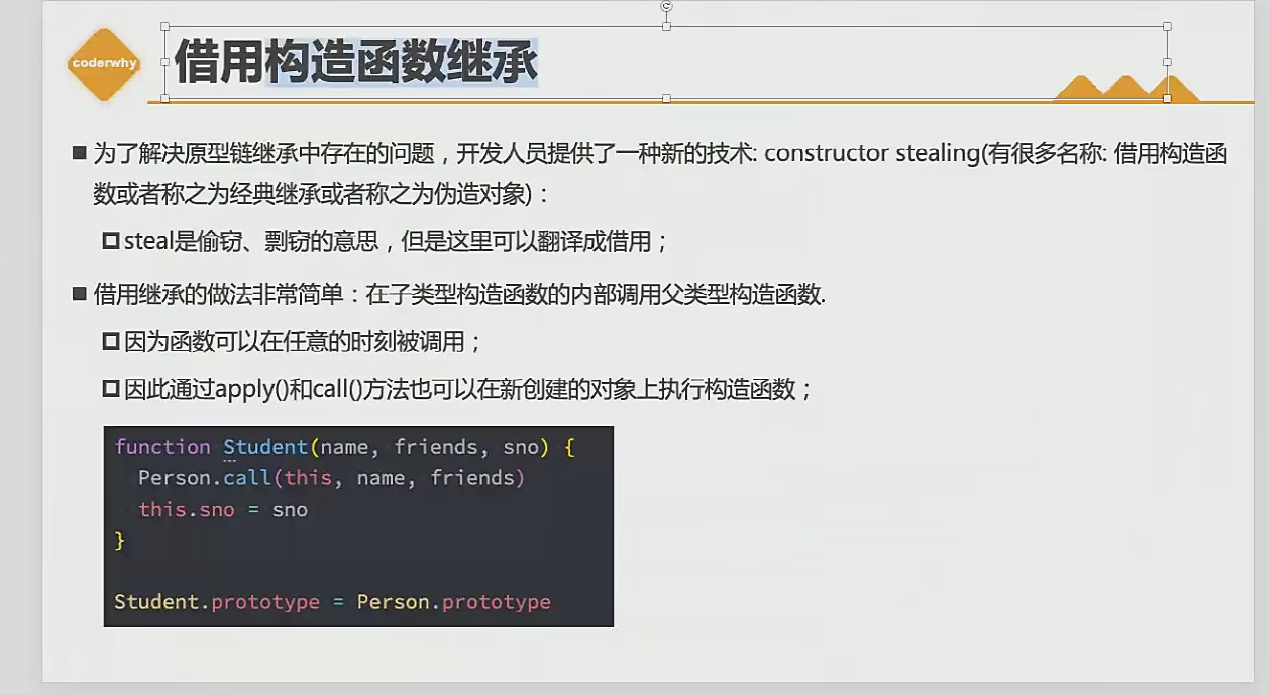 coderwhy
借用构造函数继承
为了解决原型链继承中存在的问题，开发人员提供了一种新的技术: constructor stealing(有很多名称: 借用构造函
数或者称之为经典继承或者称之为伪造对象)：
steal是偷窃、剽窃的意思，但是这里可以翻译成借用；
借用继承的做法非常简单：在子类型构造函数的内部调用父类型构造函数.
因为函数可以在任意的时刻被调用；
因此通过apply()和call()方法也可以在新创建的对象上执行构造函数；
function Student(name, friends, sno) {
Person.call(this, name, friends)
this.sno = sno
}
Student.prototype = Person.prototype